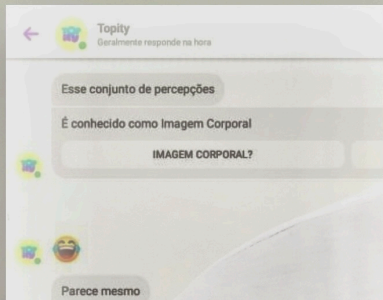 Topity
Geralmente responde na hora
Esse conjunto de percepções
É conhecido como Imagem Corporal
IMAGEM CORPORAL?
Parece mesmo